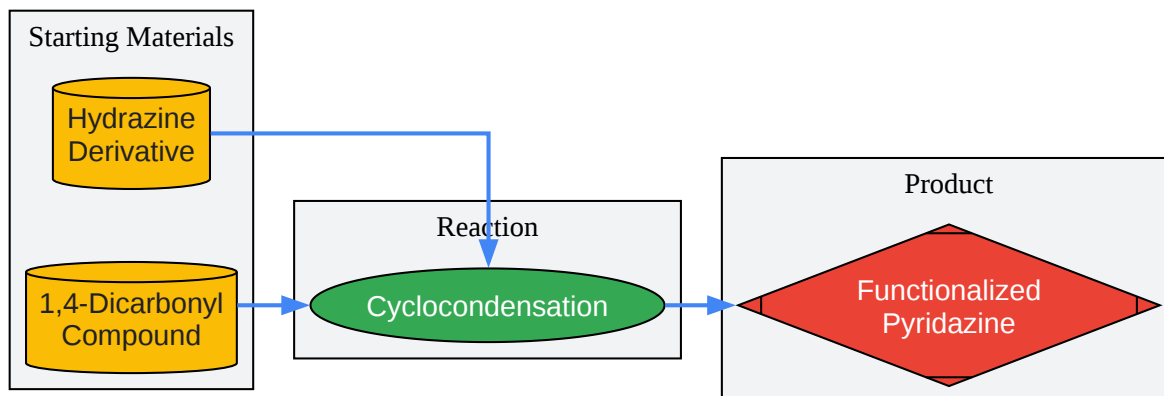 Starting Materials
Hydrazine
Derivative
1,4-Dicarbonyl
Compound
Reaction
Cyclocondensation
Product
Functionalized
Pyridazine